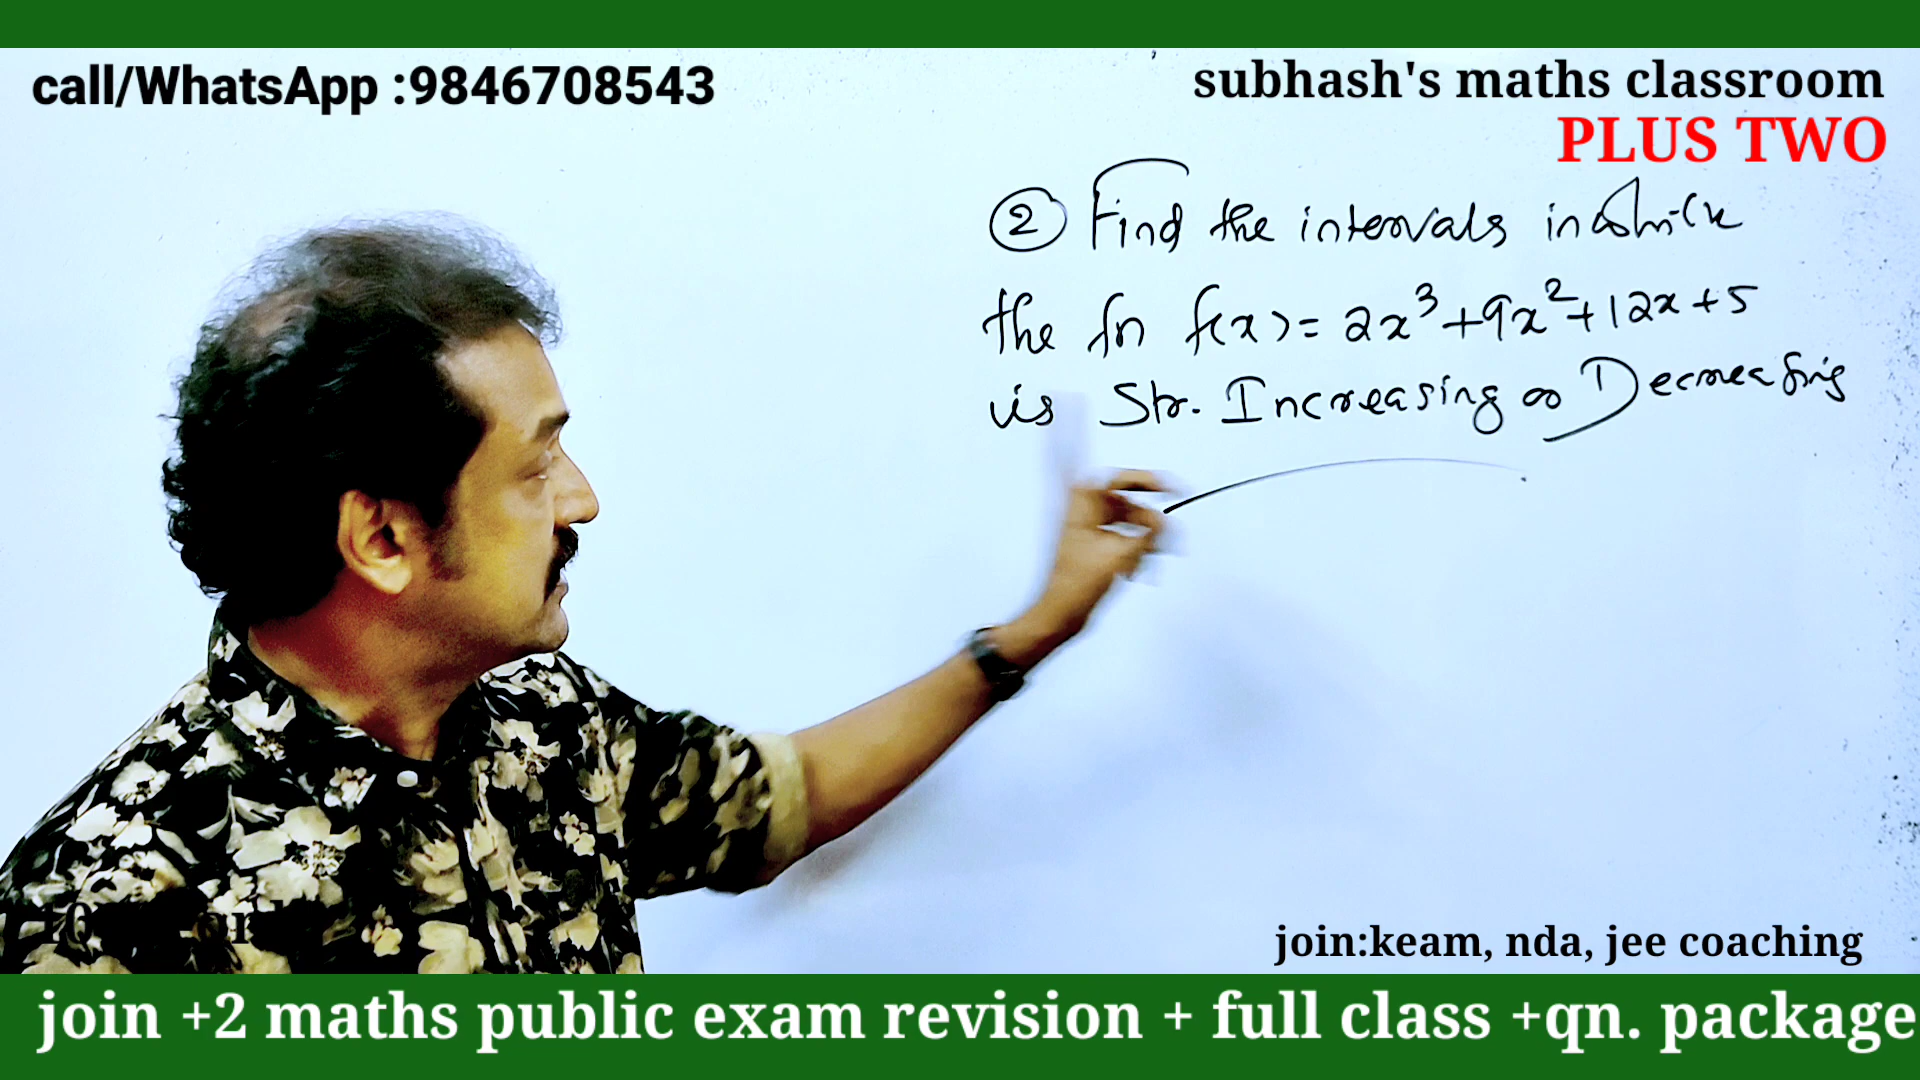 call/WhatsApp :9846708543
subhash's maths classroom
PLUS TWO
② Find the intervals in which
the fn f(x) = 2x³+9x²+12x+5
is Str. Increasing or Decreasing
join:keam, nda, jee coaching
join +2 maths public exam revision + full class +qn. package